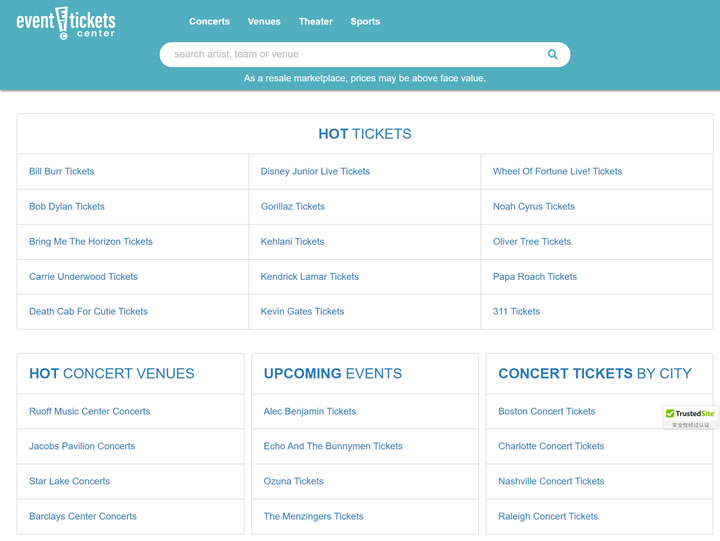 event tickets
center
Concerts Venues Theater Sports
search artist, team or venue
As a resale marketplace, prices may be above face value.
HOT TICKETS
Bill Burr Tickets Disney Junior Live Tickets Wheel Of Fortune Live! Tickets
Bob Dylan Tickets Gorillaz Tickets Noah Cyrus Tickets
Bring Me The Horizon Tickets Kehlani Tickets Oliver Tree Tickets
Carrie Underwood Tickets Kendrick Lamar Tickets Papa Roach Tickets
Death Cab For Cutie Tickets Kevin Gates Tickets 311 Tickets
HOT CONCERT VENUES
Ruoff Music Center Concerts
Jacobs Pavilion Concerts
Star Lake Concerts
Barclays Center Concerts
UPCOMING EVENTS
Alec Benjamin Tickets
Echo And The Bunnymen Tickets
Ozuna Tickets
The Menzingers Tickets
CONCERT TICKETS BY CITY
Boston Concert Tickets
Charlotte Concert Tickets
Nashville Concert Tickets
Raleigh Concert Tickets
TrustedSite
安全性经过认证